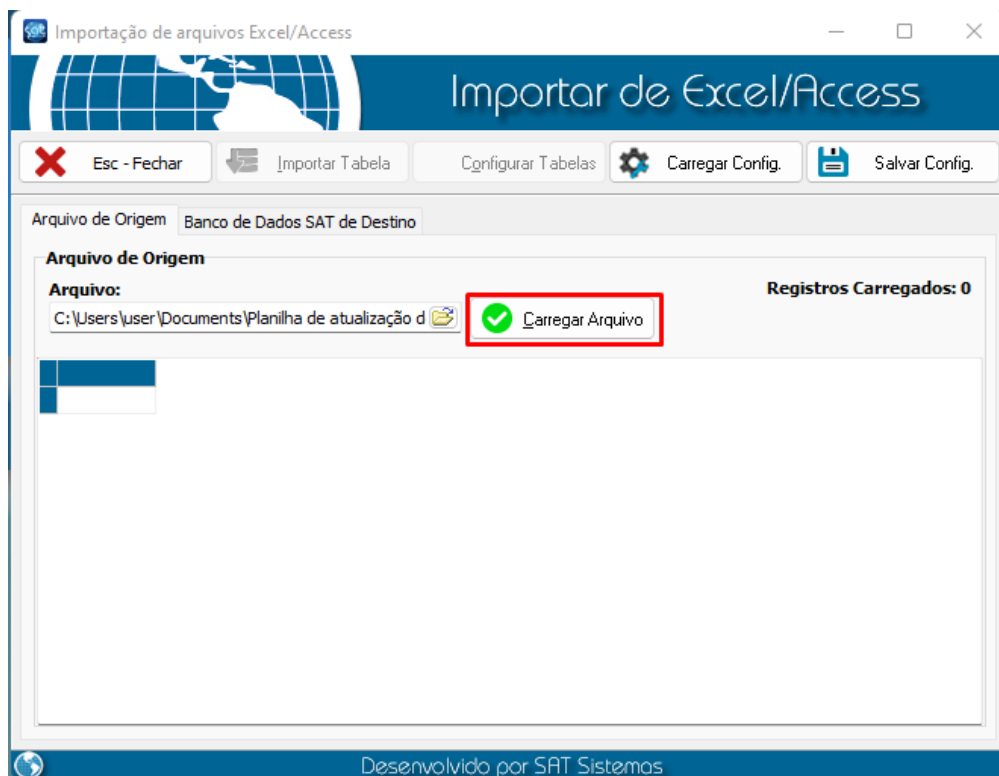 sat Importação de arquivos Excel/Access
Importar de Excel/Access
Esc - Fechar Importar Tabela Configurar Tabelas Carregar Config. Salvar Config.
Arquivo de Origem Banco de Dados SAT de Destino
Arquivo de Origem
Arquivo: Registros Carregados: 0
C:\Users\user\Documents\Planilha de atualização d Carregar Arquivo
Desenvolvido por SAT Sistemas